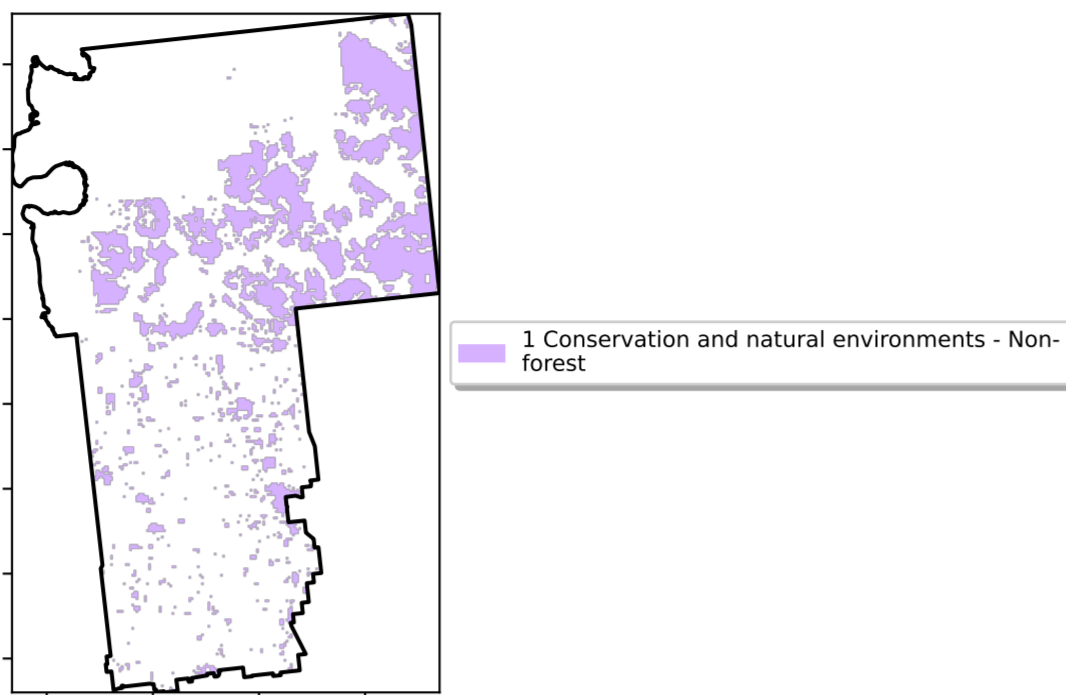 1 Conservation and natural environments - Non-
forest